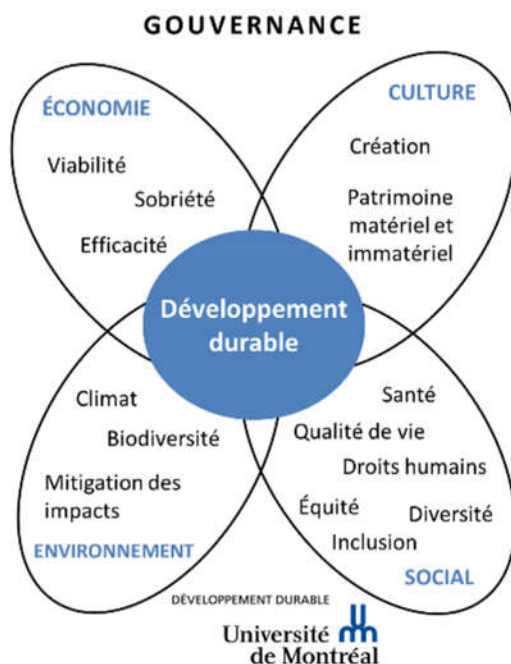 GOUVERNANCE
ÉCONOMIE
Viabilité
Sobriété
Efficacité
CULTURE
Création
Patrimoine
matériel et
immatériel
Développement
durable
Climat
Biodiversité
Mitigation des
impacts
ENVIRONNEMENT
Santé
Qualité de vie
Droits humains
Équité
Diversité
Inclusion
SOCIAL
DÉVELOPPEMENT DURABLE
Université
de Montréal